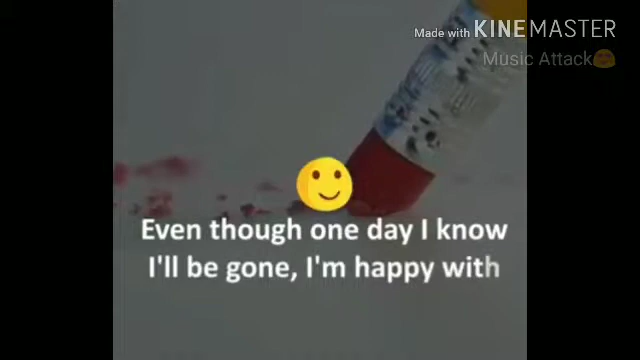 Made with KINEMASTER
Music Attack
Even though one day I know
I'll be gone, I'm happy with